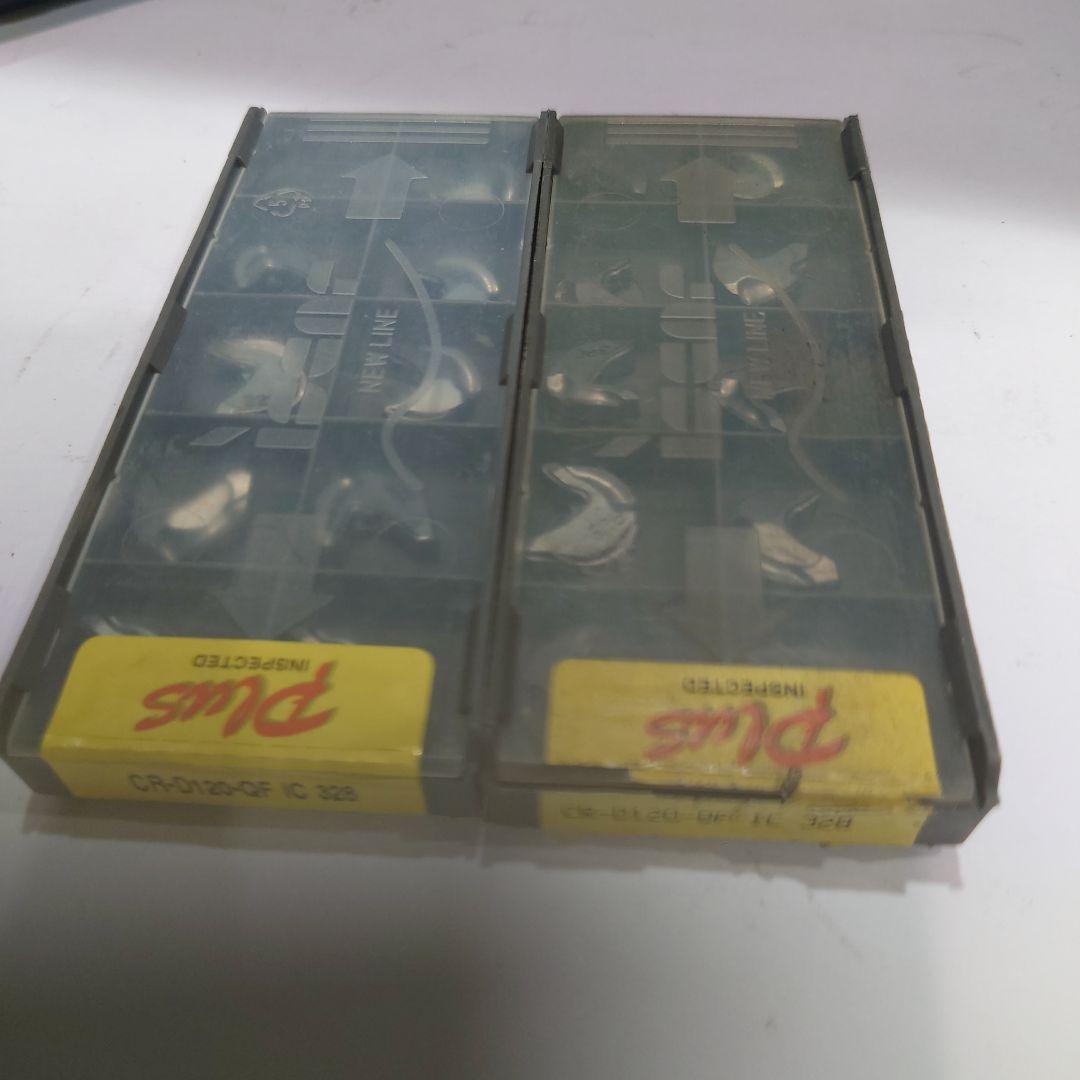 NEW LINE
NEW LINE
Plus
INSPECTED
CR-D120-QF IC 328
Plus
INSPECTED
CR-D120-QF IC 328